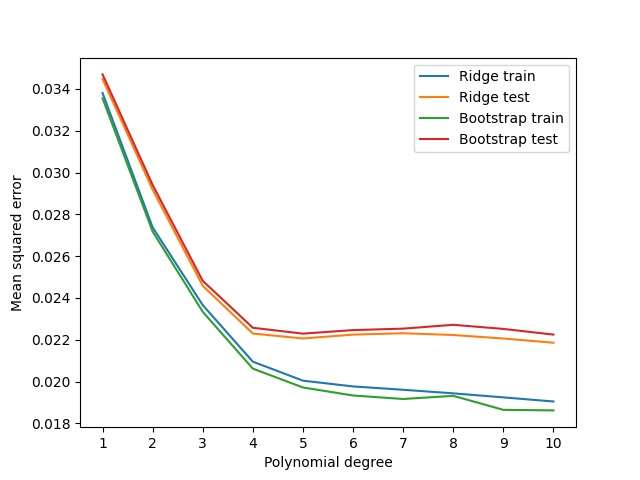 Ridge train
Ridge test
Bootstrap train
Bootstrap test
Mean squared error
0.034
0.032
0.030
0.028
0.026
0.024
0.022
0.020
0.018
1 2 3 4 5 6 7 8 9 10
Polynomial degree